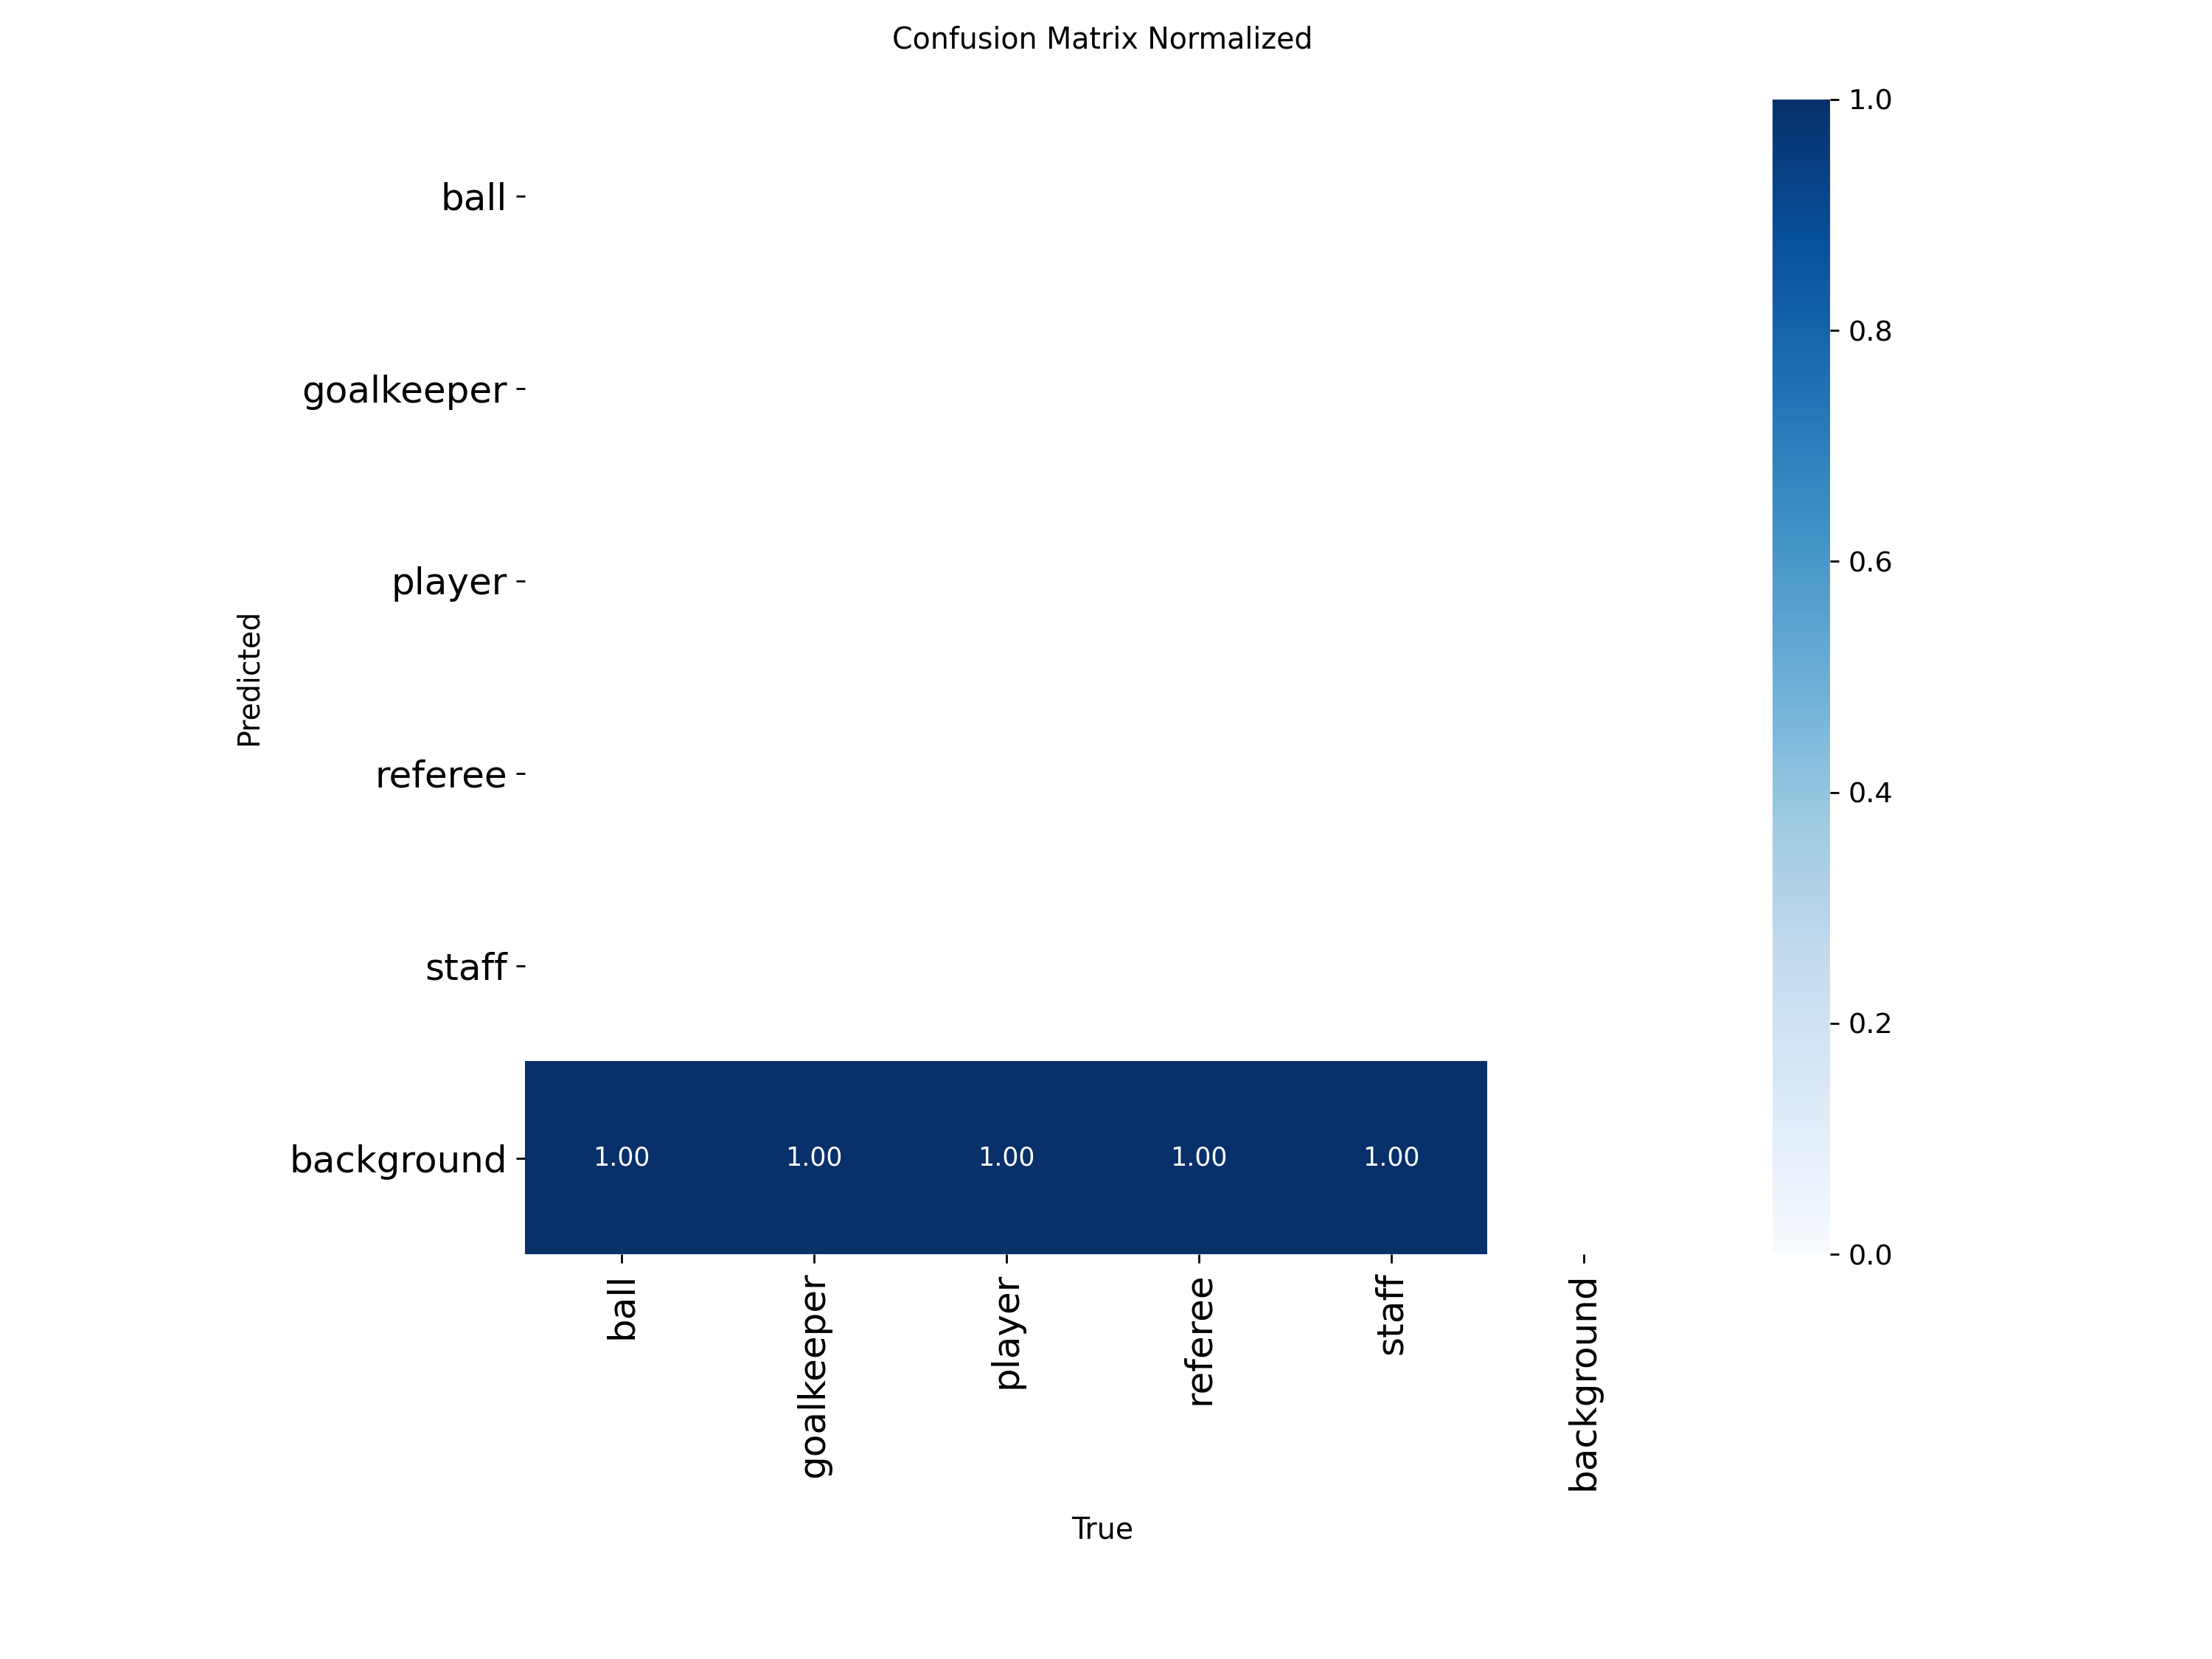 Confusion Matrix Normalized
ball
goalkeeper
player
referee
staff
background
Predicted
1.00 1.00 1.00 1.00 1.00
ball goalkeeper player referee staff background
True
1.0
0.8
0.6
0.4
0.2
0.0